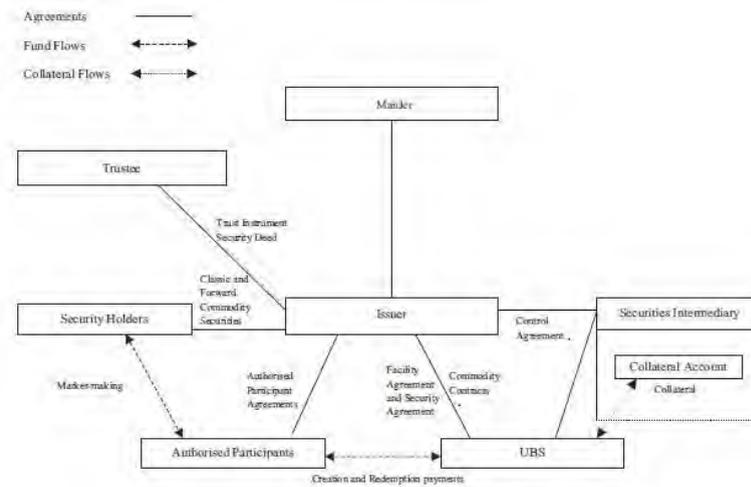 Agreements
Fund Flows
Collateral Flows
Master
Trustee
Trust Instrument
Security Deed
Classic and
Forward
Commodity
Securities
Security Holders
Issuer
Securities Intermediary
Control
Agreement
Collateral Account
Collateral
Market-making
Authorised
Participant
Agreements
Facility
Agreement
and Security
Agreement
Commodity
Contracts
Authorised Participants
UBS
Creation and Redemption payments